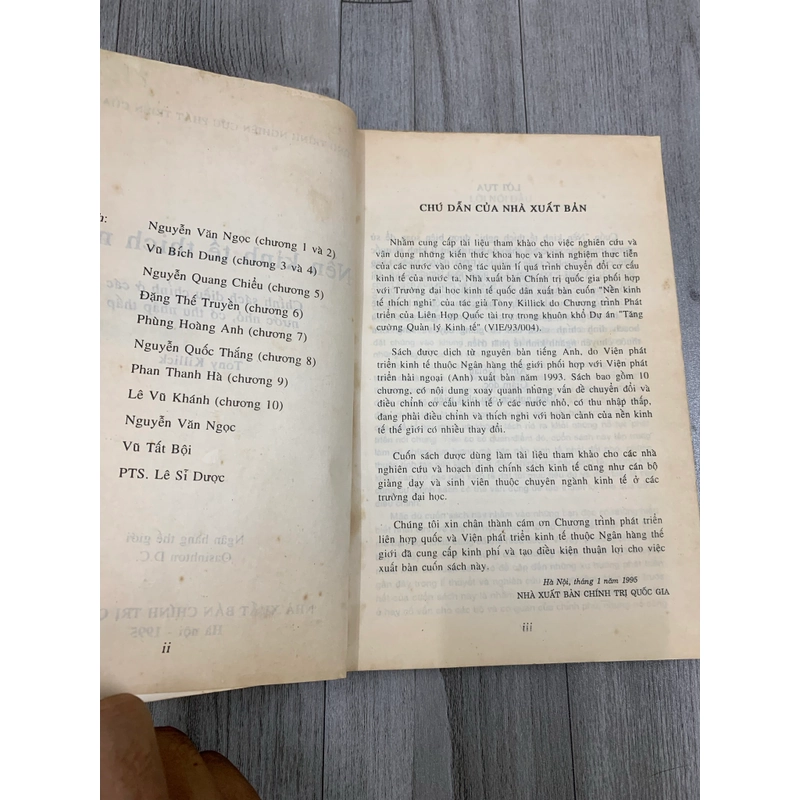 h:
Nguyễn Văn Ngọc (chương 1 và 2)
Vũ Bích Dung (chương 3 và 4)
Nguyễn Quang Chiểu (chương 5)
Đặng Thế Truyền (chương 6)
Phùng Hoàng Anh (chương 7)
Nguyễn Quốc Thắng (chương 8)
Phan Thanh Hà (chương 9)
Lê Vũ Khánh (chương 10)
Nguyễn Văn Ngọc
Vũ Tất Bội
PTS. Lê Sĩ Dược
ii
CHÚ DẪN CỦA NHÀ XUẤT BẢN
Nhằm cung cấp tài liệu tham khảo cho việc nghiên cứu và
vận dụng những kiến thức khoa học và kinh nghiệm thực tiễn
của các nước vào công tác quản lí quá trình chuyển đổi cơ cấu
kinh tế của nước ta, Nhà xuất bản Chính trị quốc gia phối hợp
với Trường đại học kinh tế quốc dân xuất bản cuốn "Nền kinh
tế thích nghi" của tác giả Tony Killick do Chương trình Phát
triển của Liên Hợp Quốc tài trợ trong khuôn khổ Dự án "Tăng
cường Quản lý Kinh tế" (VIE/93/004).
Sách được dịch từ nguyên bản tiếng Anh, do Viện phát
triển kinh tế thuộc Ngân hàng thế giới phối hợp với Viện phát
triển hải ngoại (Anh) xuất bản năm 1993. Sách bao gồm 10
chương, có nội dung xoay quanh những vấn đề chuyển đổi và
điều chỉnh cơ cấu kinh tế ở các nước nhỏ, có thu nhập thấp,
đang phải điều chỉnh và thích nghi với hoàn cảnh của nền kinh
tế thế giới có nhiều thay đổi.
Cuốn sách được dùng làm tài liệu tham khảo cho các nhà
nghiên cứu và hoạch định chính sách kinh tế cũng như cán bộ
giảng dạy và sinh viên thuộc chuyên ngành kinh tế ở các
trường đại học.
Chúng tôi xin chân thành cám ơn Chương trình phát triển
liên hợp quốc và Viện phát triển kinh tế thuộc Ngân hàng thế
giới đã cung cấp kinh phí và tạo điều kiện thuận lợi cho việc
xuất bản cuốn sách này.
Hà Nội, tháng 1 năm 1995
NHÀ XUẤT BẢN CHÍNH TRỊ QUỐC GIA
iii